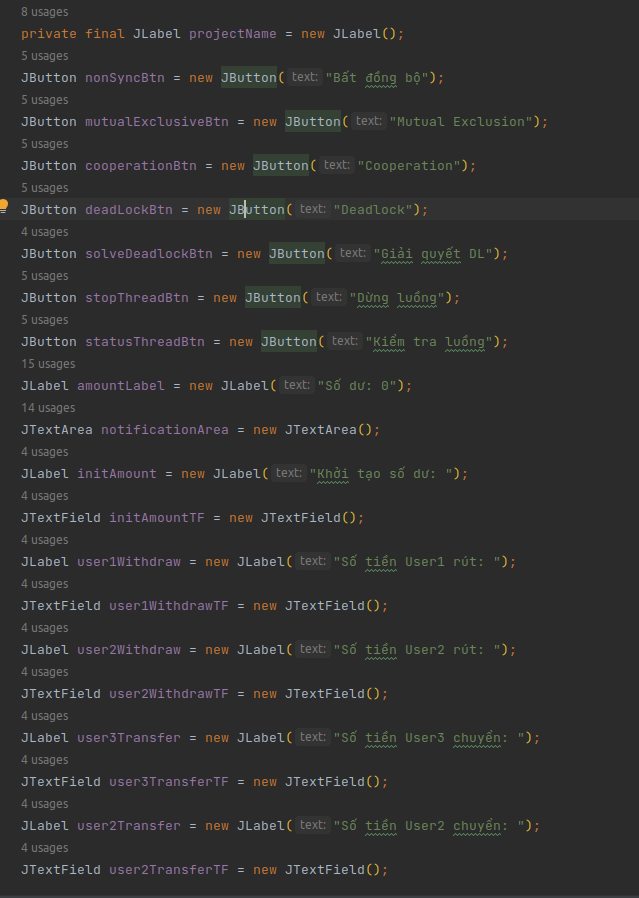 8 usages
private final JLabel projectName = new JLabel();
5 usages
JButton nonSyncBtn = new JButton( text: "Bất đồng bộ");
5 usages
JButton mutualExclusiveBtn = new JButton( text: "Mutual Exclusion");
5 usages
JButton cooperationBtn = new JButton( text: "Cooperation");
5 usages
JButton deadLockBtn = new JButton( text: "Deadlock");
4 usages
JButton solveDeadlockBtn = new JButton( text: "Giải quyết DL");
5 usages
JButton stopThreadBtn = new JButton( text: "Dừng luồng");
5 usages
JButton statusThreadBtn = new JButton( text: "Kiểm tra luồng");
15 usages
JLabel amountLabel = new JLabel( text: "Số dư: 0");
14 usages
JTextArea notificationArea = new JTextArea();
4 usages
JLabel initAmount = new JLabel( text: "Khởi tạo số dư: ");
4 usages
JTextField initAmountTF = new JTextField();
4 usages
JLabel user1Withdraw = new JLabel( text: "Số tiền User1 rút: ");
4 usages
JTextField user1WithdrawTF = new JTextField();
4 usages
JLabel user2Withdraw = new JLabel( text: "Số tiền User2 rút: ");
4 usages
JTextField user2WithdrawTF = new JTextField();
4 usages
JLabel user3Transfer = new JLabel( text: "Số tiền User3 chuyển: ");
4 usages
JTextField user3TransferTF = new JTextField();
4 usages
JLabel user2Transfer = new JLabel( text: "Số tiền User2 chuyển: ");
4 usages
JTextField user2TransferTF = new JTextField();